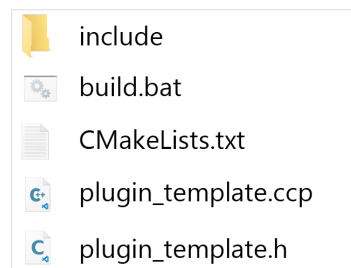 include
build.bat
CMakeLists.txt
plugin_template.ccp
plugin_template.h